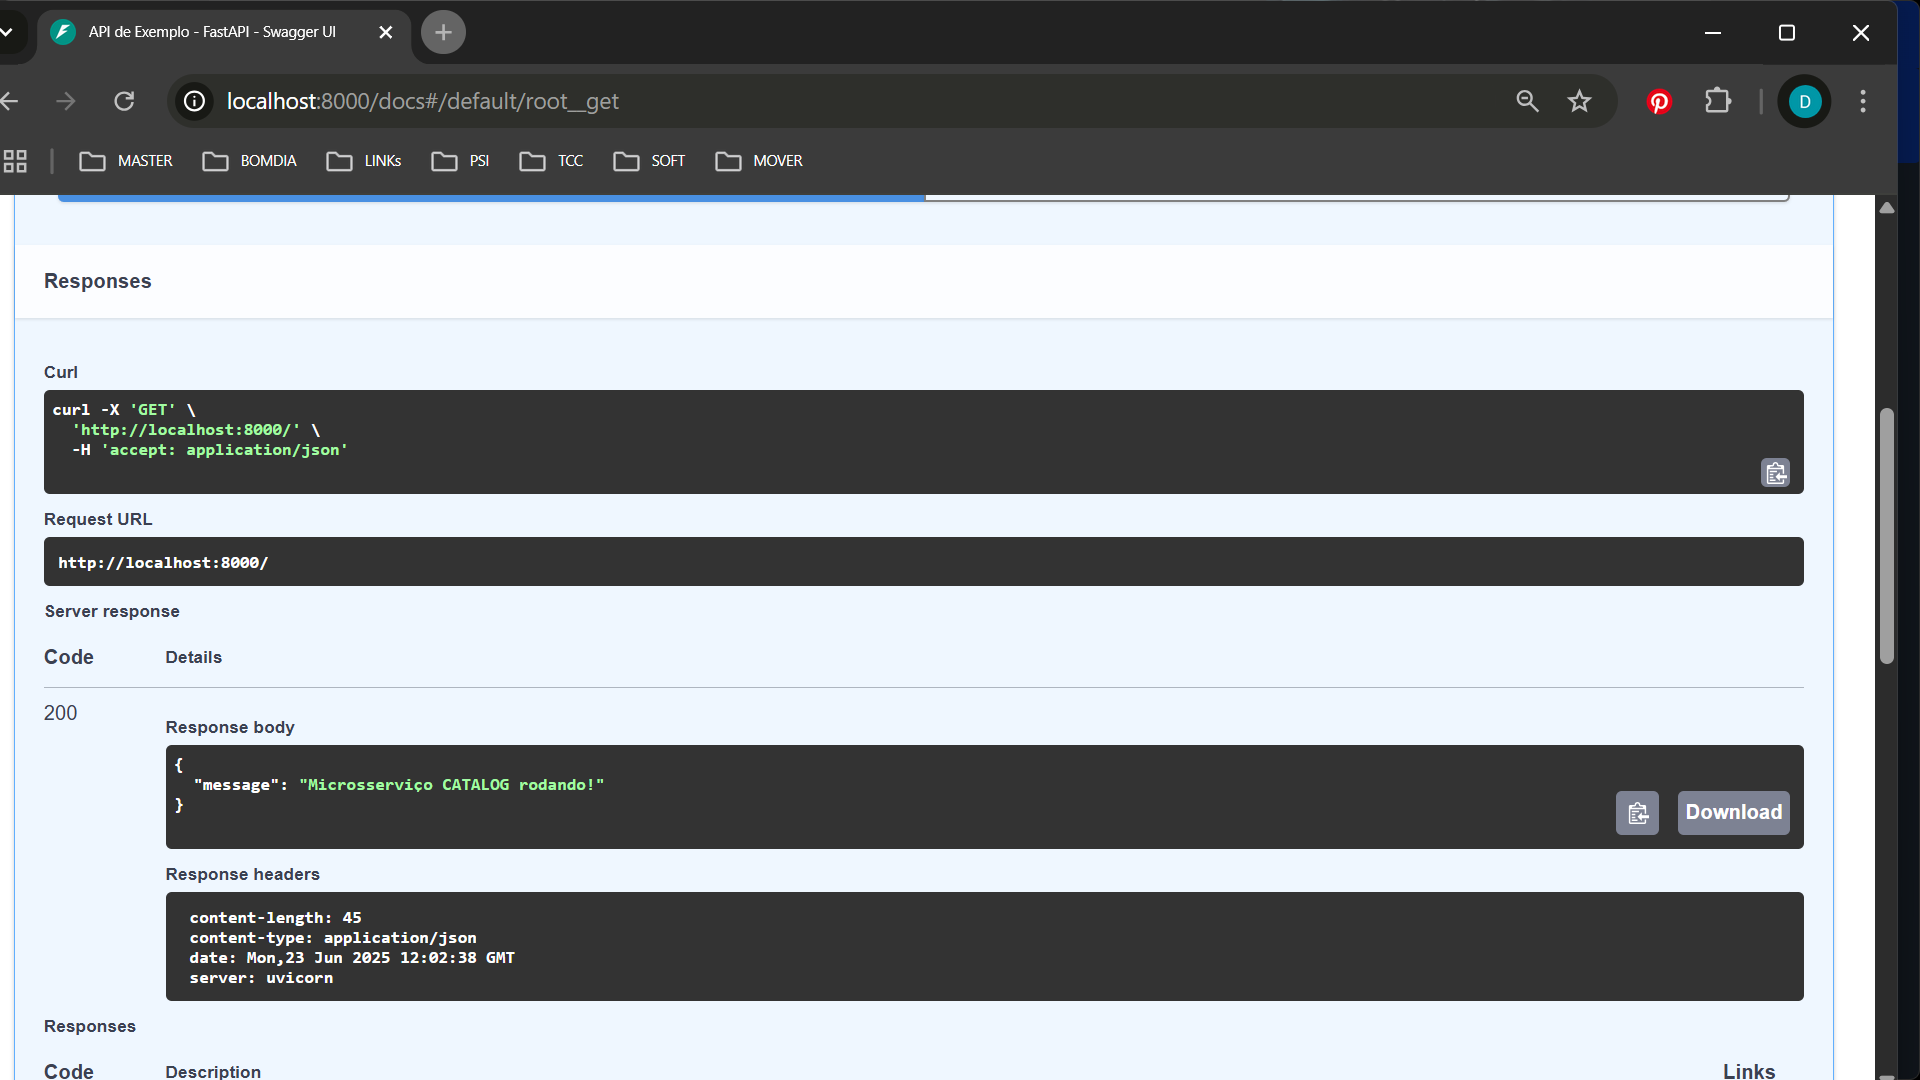 API de Exemplo - FastAPI - Swagger UI
localhost:8000/docs#/default/root__get
D
MASTER BOMDIA LINKs PSI TCC SOFT MOVER
Responses
Curl
curl -X 'GET' \
'http://localhost:8000/' \
-H 'accept: application/json'
Request URL
http://localhost:8000/
Server response
Code Details
200
Response body
{
"message": "Microsserviço CATALOG rodando!"
}
Download
Response headers
content-length: 45
content-type: application/json
date: Mon,23 Jun 2025 12:02:38 GMT
server: uvicorn
Responses
Code Description Links